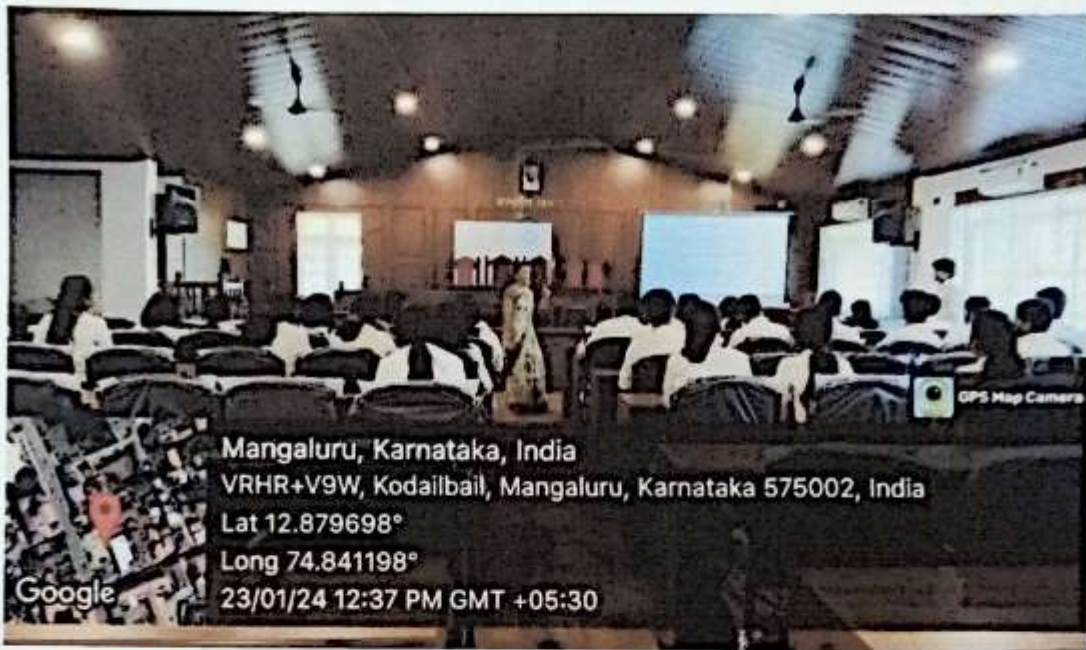 GPS Map Camera
Mangaluru, Karnataka, India
VRHR+V9W, Kodailbail, Mangaluru, Karnataka 575002, India
Lat 12.879698°
Long 74.841198°
23/01/24 12:37 PM GMT +05:30
Google